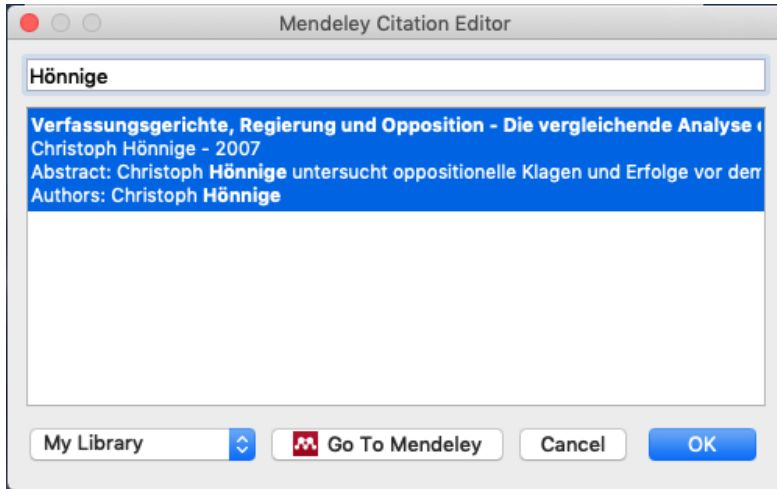 Mendeley Citation Editor
Hönnige
Verfassungsgerichte, Regierung und Opposition - Die vergleichende Analyse
Christoph Hönnige - 2007
Abstract: Christoph Hönnige untersucht oppositionelle Klagen und Erfolge vor dem
Authors: Christoph Hönnige
My Library Go To Mendeley Cancel OK